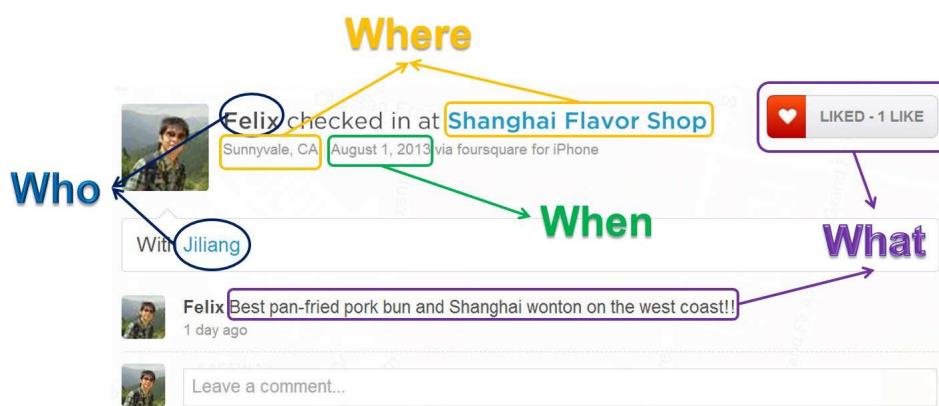 Where
Felix checked in at Shanghai Flavor Shop
LIKED - 1 LIKE
Sunnyvale, CA August 1, 2013 via foursquare for iPhone
Who
When
With Jiliang
What
Felix Best pan-fried pork bun and Shanghai wonton on the west coast!!
1 day ago
Leave a comment...